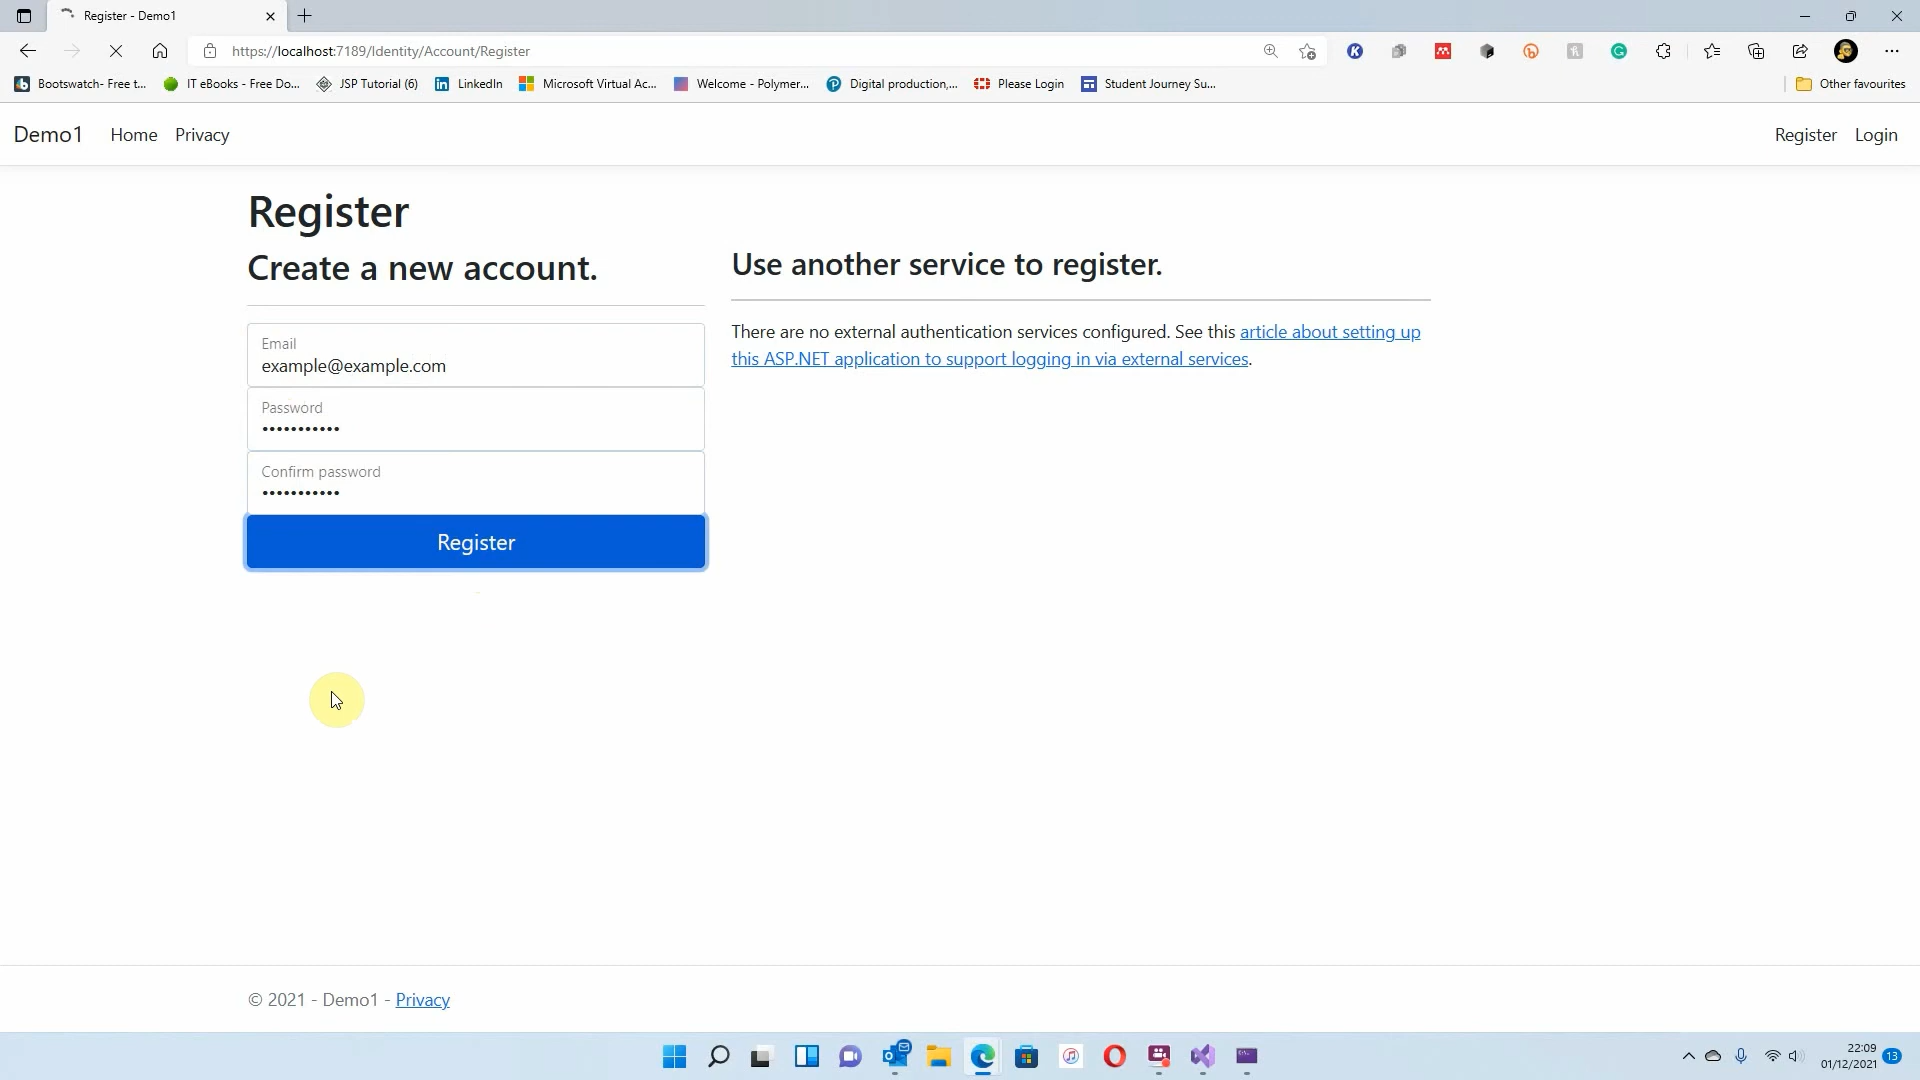 Register - Demo1
https://localhost:7189/Identity/Account/Register
Bootswatch- Free t...
IT eBooks - Free Do...
JSP Tutorial (6)
LinkedIn
Microsoft Virtual Ac...
Welcome - Polymer...
Digital production,...
Please Login
Student Journey Su...
Other favourites
Demo1
Home
Privacy
Register
Login
Register
Create a new account.
Email
example@example.com
Password
•••••••••••
Confirm password
•••••••••••
Register
Use another service to register.
There are no external authentication services configured. See this article about setting up
this ASP.NET application to support logging in via external services.
© 2021 - Demo1 - Privacy
22:09
01/12/2021
13